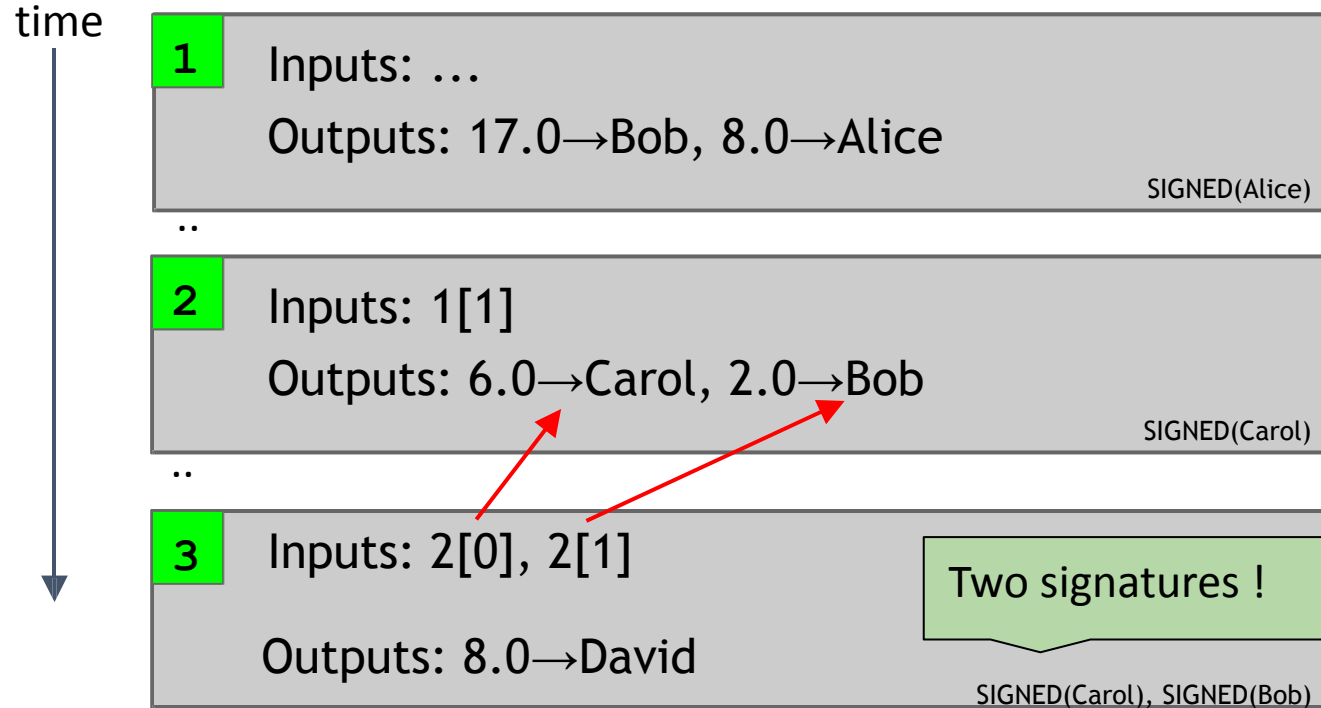 time
1
Inputs: ...
Outputs: 17.0→Bob, 8.0→Alice
SIGNED(Alice)
..
2
Inputs: 1[1]
Outputs: 6.0→Carol, 2.0→Bob
SIGNED(Carol)
..
3
Inputs: 2[0], 2[1]
Two signatures !
Outputs: 8.0→David
SIGNED(Carol), SIGNED(Bob)